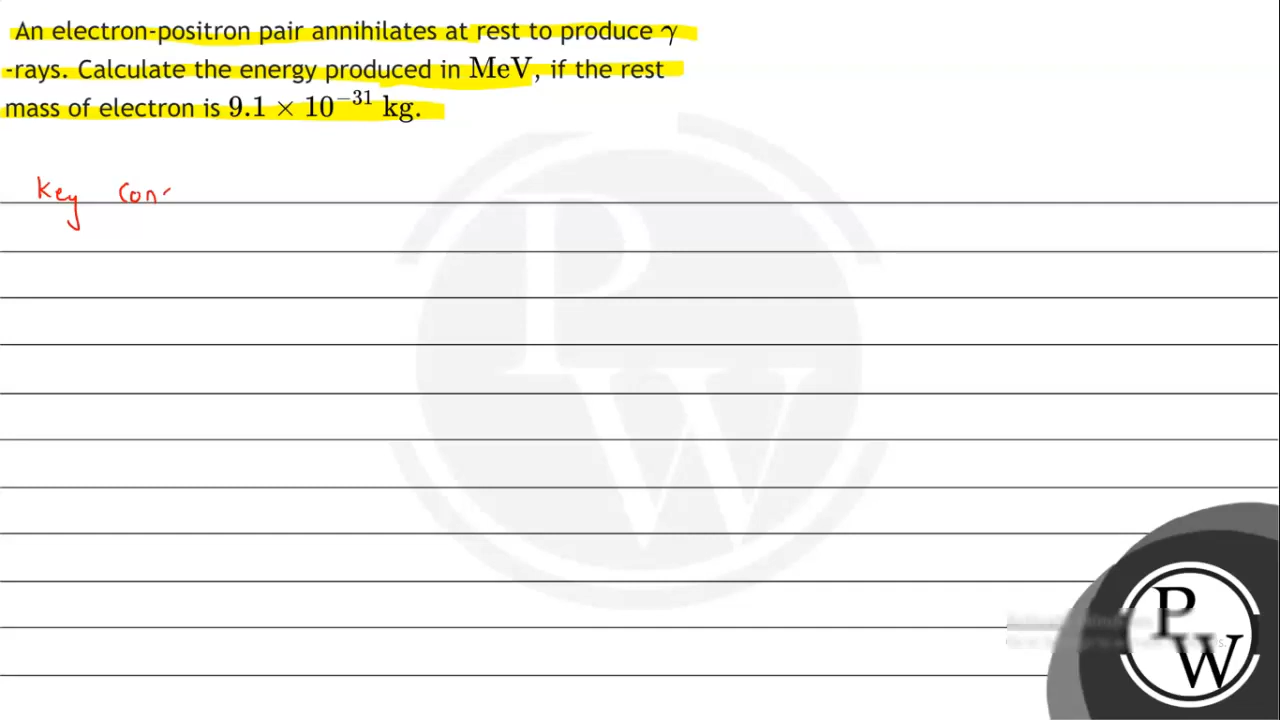 An electron-positron pair annihilates at rest to produce γ
-rays. Calculate the energy produced in MeV, if the rest
mass of electron is 9.1 × 10⁻³¹ kg.
Key Con
P
W
P
W